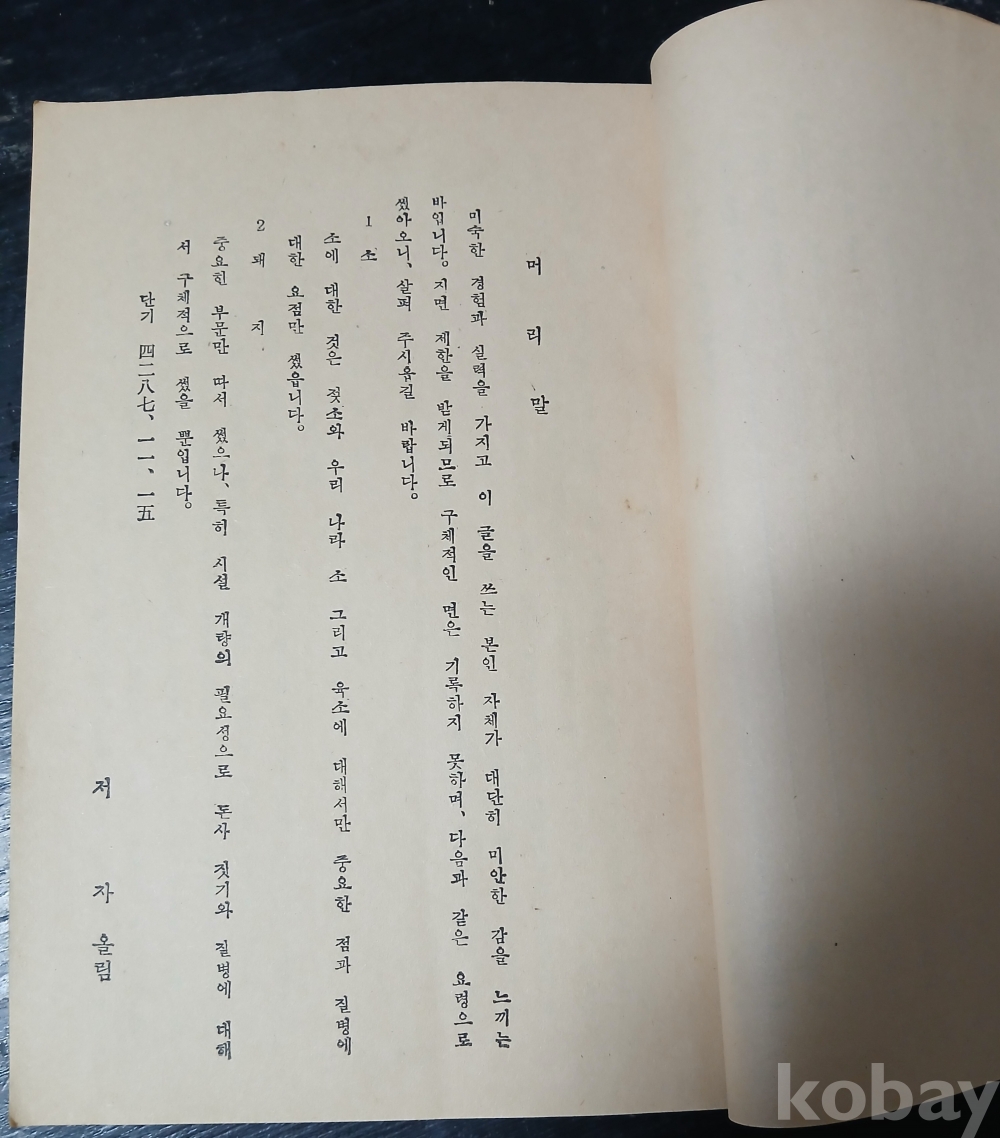 머리말
미숙한 경험과 실력을 가지고 이 글을 쓰는 본인 자체가 대단히 미안한 감을 느끼는
바입니다。지면 제한을 받게되므로 구체적인 면은 기록하지 못하며、다음과 같은 요령으로
썼아오니、살펴 주시옵길 바랍니다。
1 소
소에 대한 것은 젖소와 우리 나라 소 그리고 육소에 대해서만 중요한 점과 질병에
대한 요점만 썼읍니다。
2 돼지
중요한 부문만 따서 썼으나、특히 시설 개량의 필요성으로 돈사 짓기와 질병에 대해
서 구체적으로 썼을 뿐입니다。
단기 四二八七、一一、一五
저 자 올림
kobay